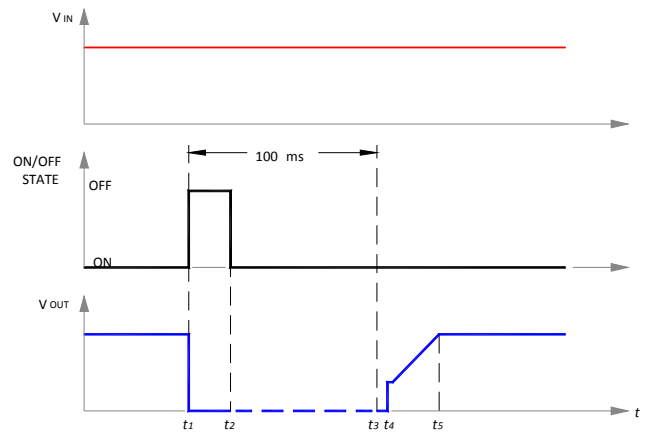 V IN
100 ms
ON/OFF
STATE
OFF
ON
V OUT
t
t1 t2 t3 t4 t5